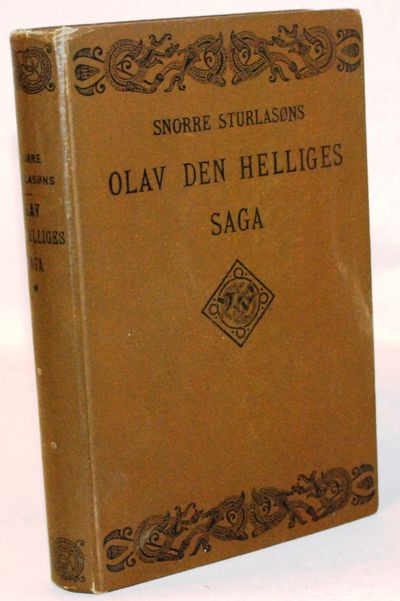 SNORRE STURLASØNS
OLAV DEN HELLIGES
SAGA